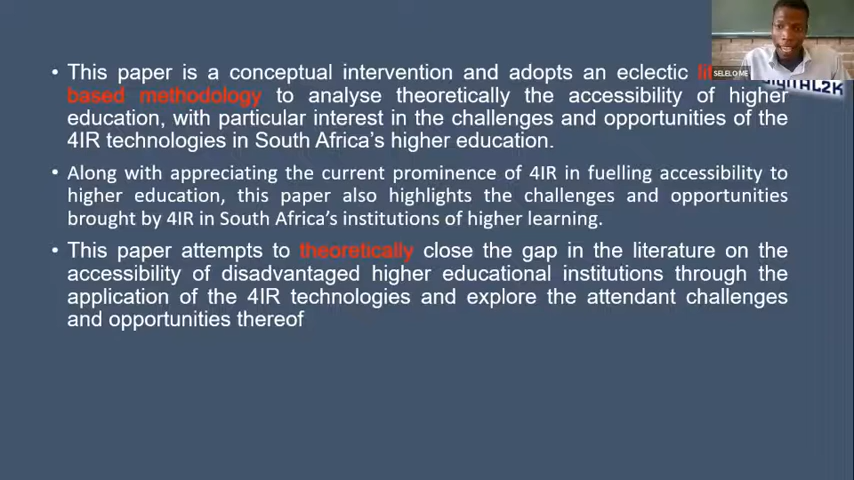 • This paper is a conceptual intervention and adopts an eclectic
based methodology to analyse theoretically the accessibility of higher
education, with particular interest in the challenges and opportunities of the
4IR technologies in South Africa's higher education.
• Along with appreciating the current prominence of 4IR in fuelling accessibility to
higher education, this paper also highlights the challenges and opportunities
brought by 4IR in South Africa's institutions of higher learning.
• This paper attempts to theoretically close the gap in the literature on the
accessibility of disadvantaged higher educational institutions through the
application of the 4IR technologies and explore the attendant challenges
and opportunities thereof
SELELO ME
DIGITAL2K